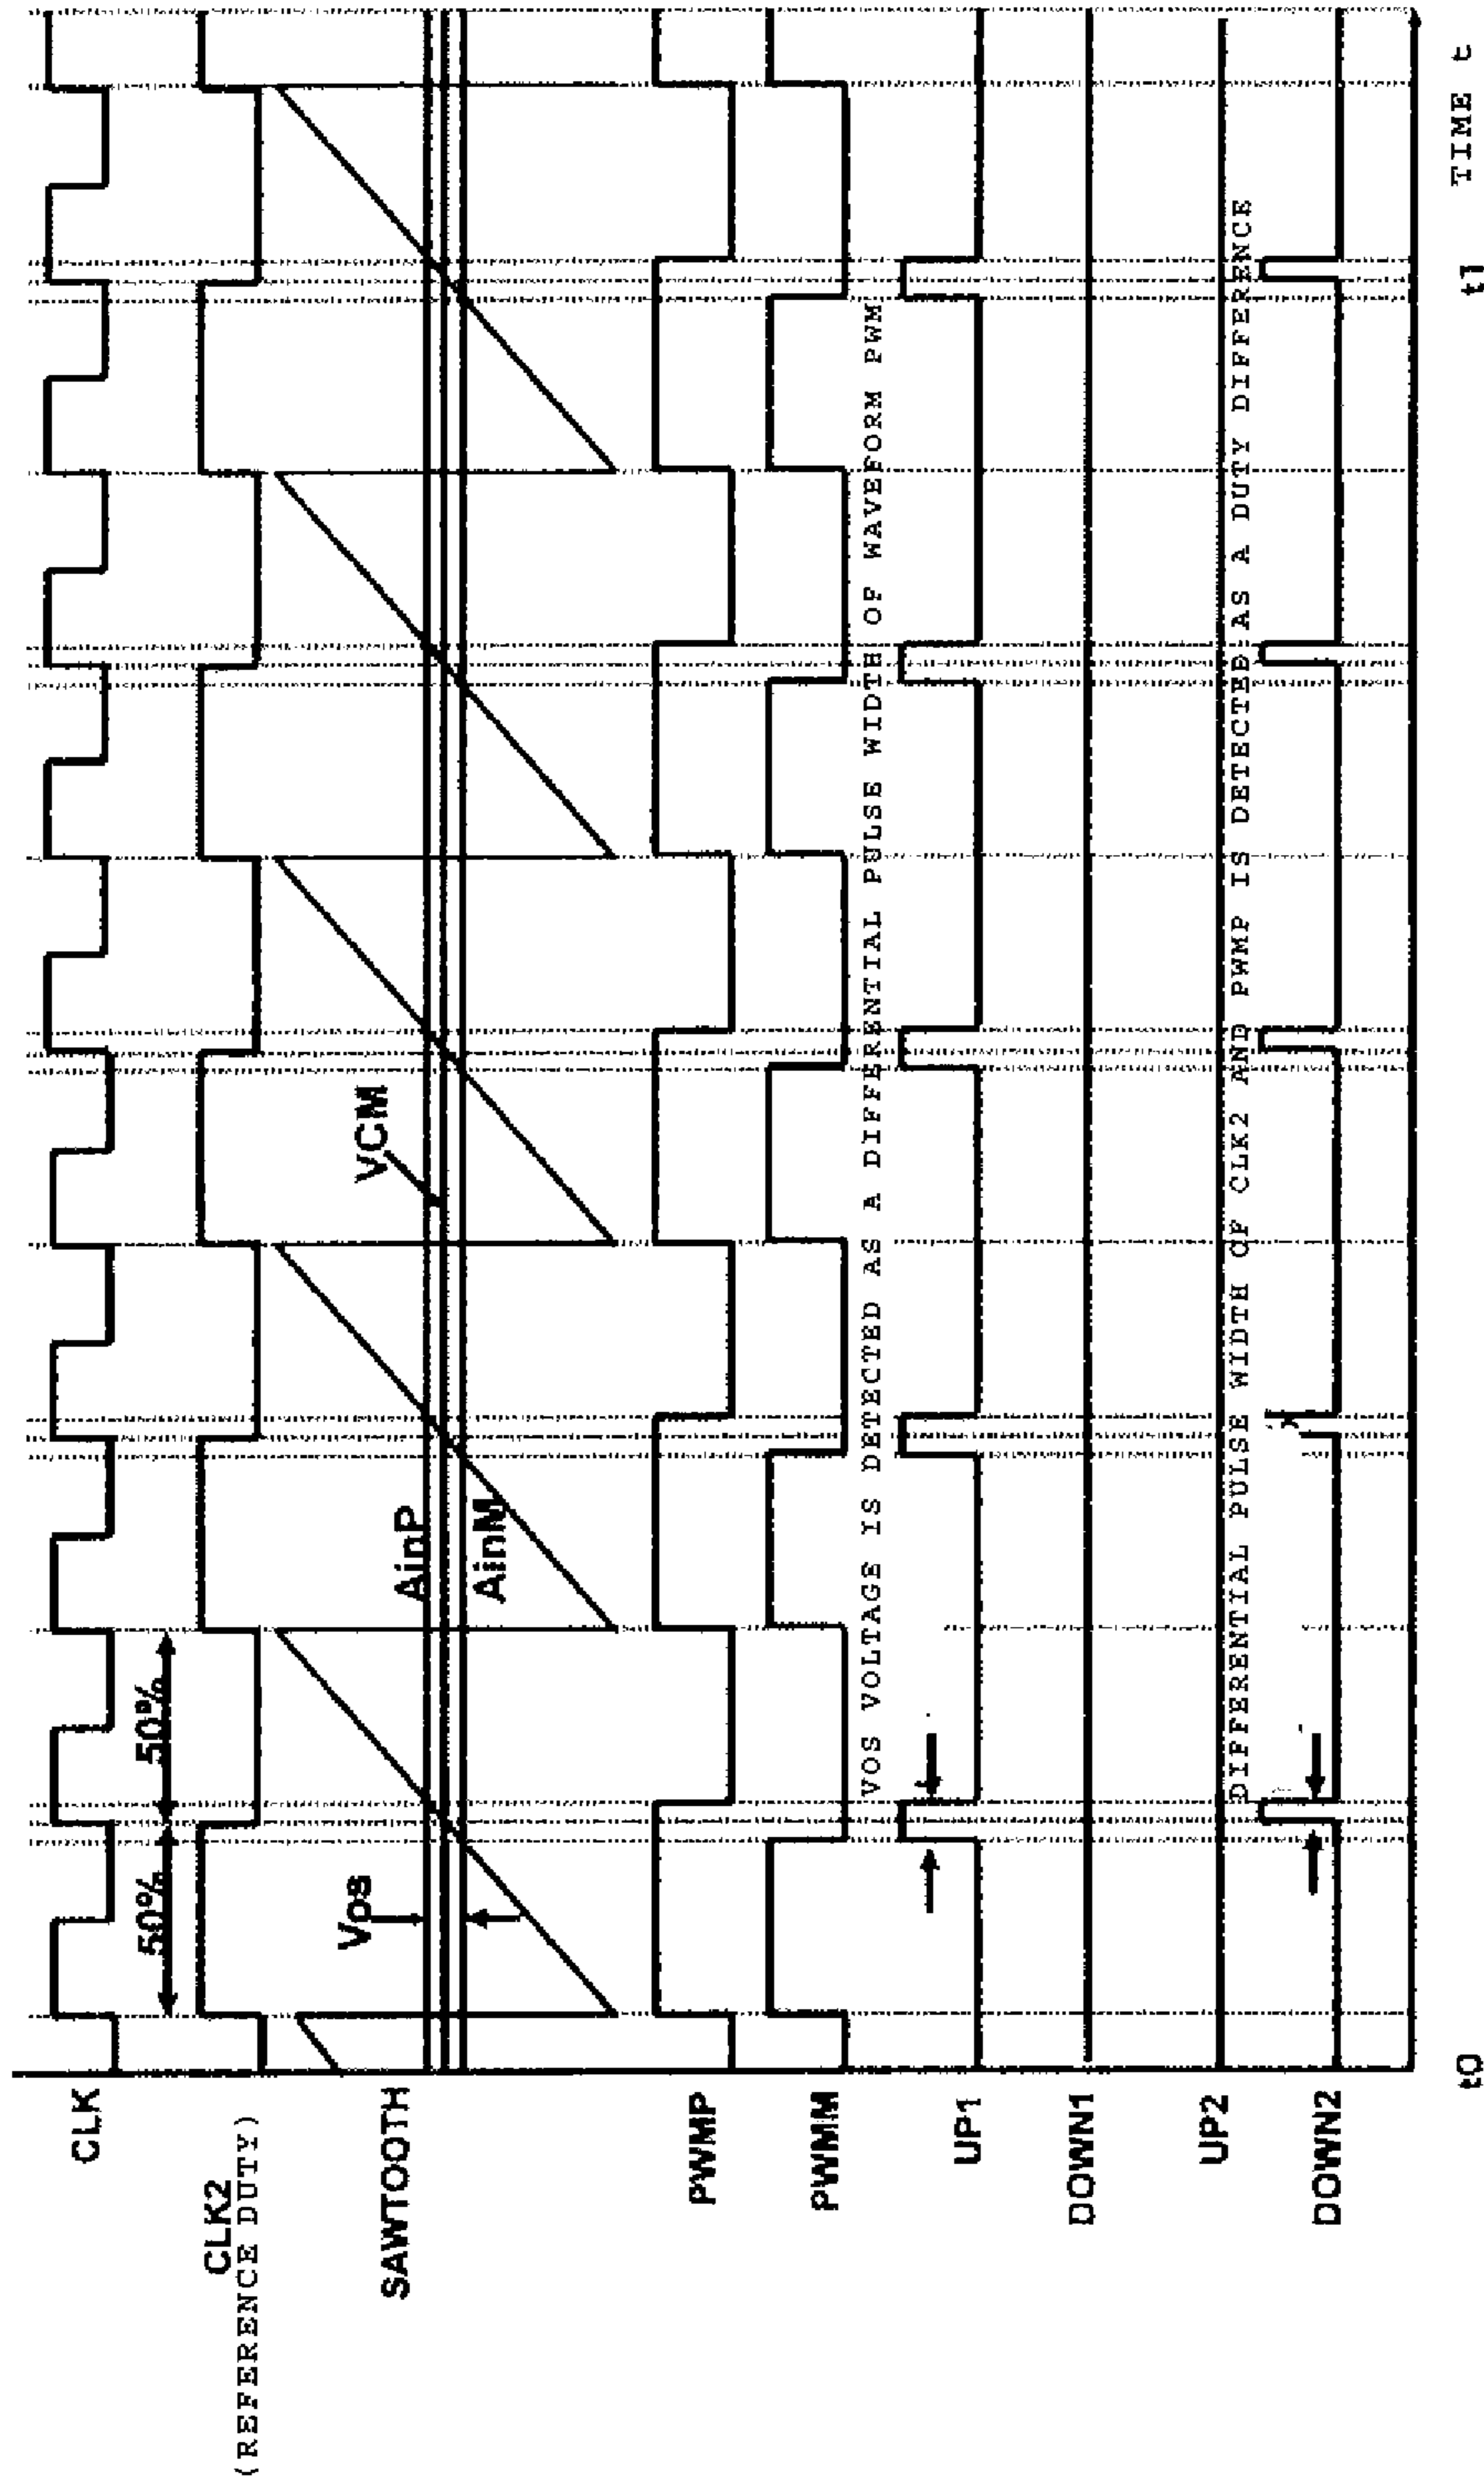 CLK
50% 50%
CLK2
(REFERENCE DUTY)
VCM
Vos
AinP
SAWTOOTH
AinM
PWMP
PWMM
VOS VOLTAGE IS DETECTED AS A DIFFERENTIAL PULSE WIDTH OF WAVEFORM PWM
UP1
DOWN1
UP2
DIFFERENTIAL PULSE WIDTH OF CLK2 AND PWMP IS DETECTED AS A DUTY DIFFERENCE
DOWN2
t0 t1 TIME t